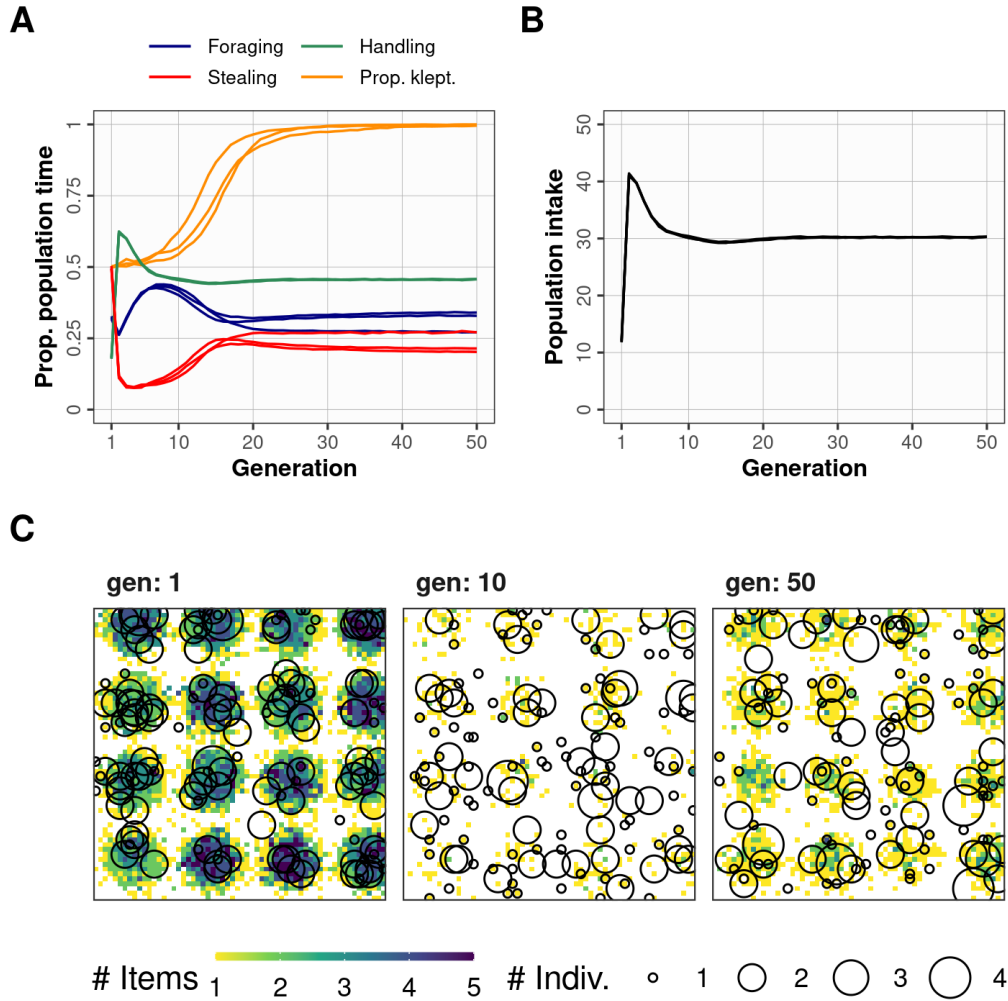 A
B
Foraging
Handling
Stealing
Prop. klept.
Prop. population time
1
0.75
0.5
0.25
0
1
10
20
30
40
50
Generation
Population intake
50
40
30
20
10
0
1
10
20
30
40
50
Generation
C
gen: 1
gen: 10
gen: 50
# Items
1
2
3
4
5
# Indiv.
1
2
3
4